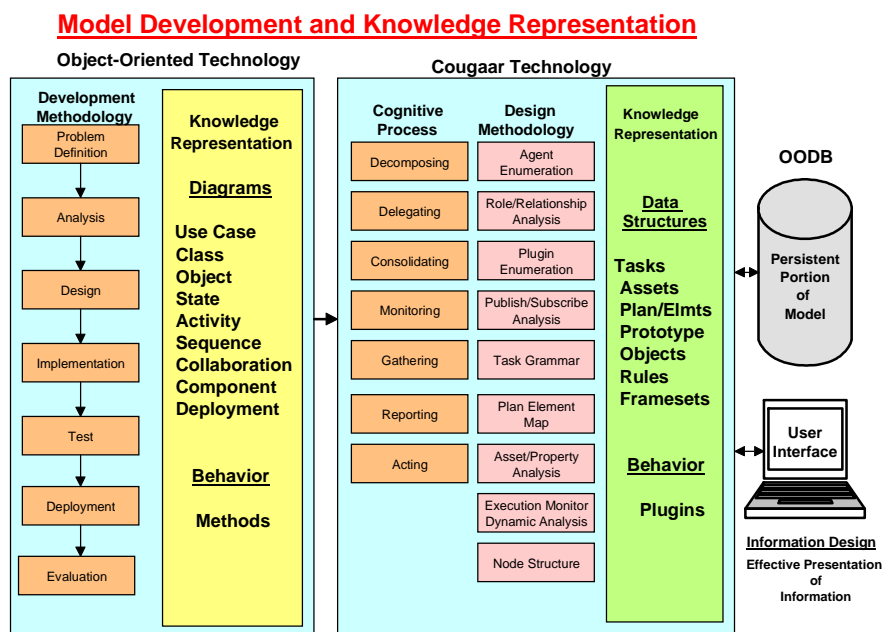 Model Development and Knowledge Representation
Object-Oriented Technology
Development
Methodology
Problem
Definition
Analysis
Design
Implementation
Test
Deployment
Evaluation
Knowledge
Representation
Diagrams
Use Case
Class
Object
State
Activity
Sequence
Collaboration
Component
Deployment
Behavior
Methods
Cougaar Technology
Cognitive
Process
Decomposing
Delegating
Consolidating
Monitoring
Gathering
Reporting
Acting
Design
Methodology
Agent
Enumeration
Role/Relationship
Analysis
Plugin
Enumeration
Publish/Subscribe
Analysis
Task Grammar
Plan Element
Map
Asset/Property
Analysis
Execution Monitor
Dynamic Analysis
Node Structure
Knowledge
Representation
Data
Structures
Tasks
Assets
Plan/Elmts
Prototype
Objects
Rules
Framesets
Behavior
Plugins
OODB
Persistent
Portion
of
Model
User
Interface
Information Design
Effective Presentation
of
Information